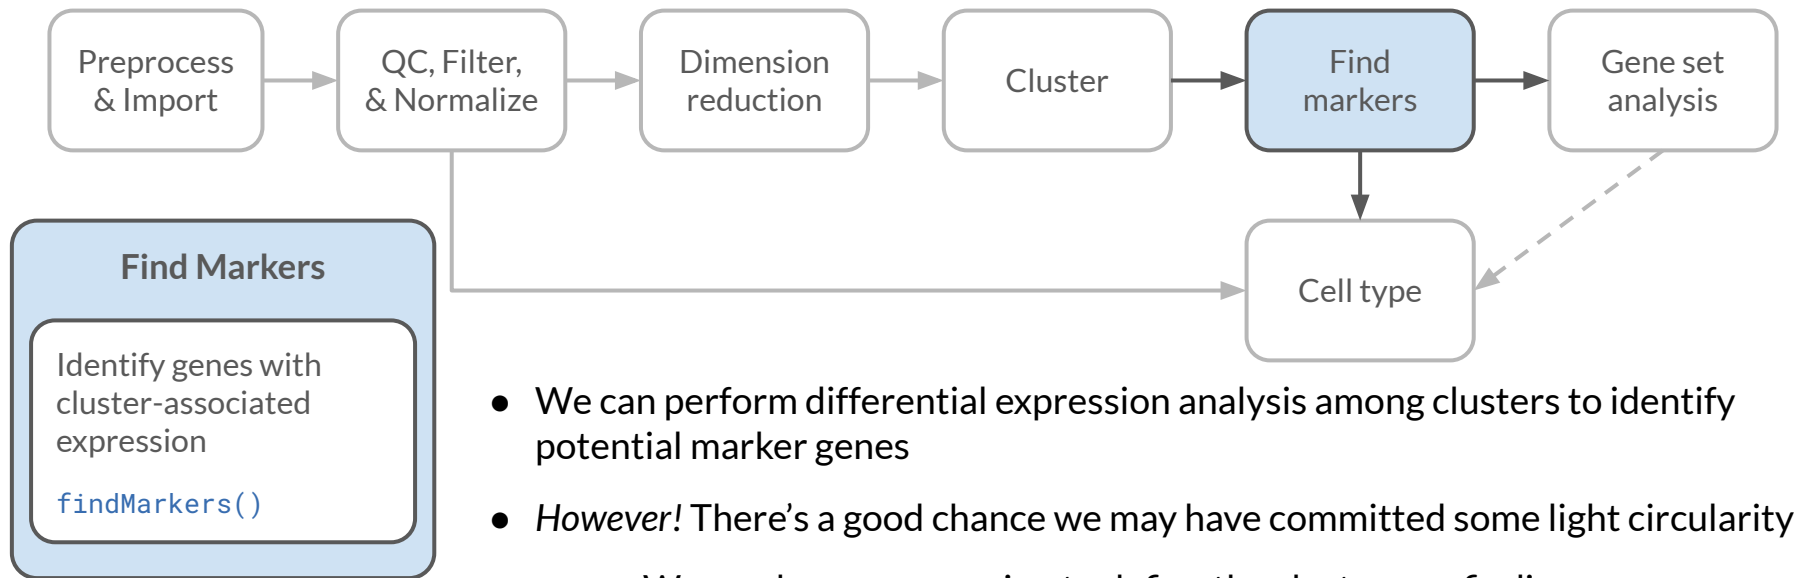 Preprocess
& Import
QC, Filter,
& Normalize
Dimension
reduction
Cluster
Find
markers
Gene set
analysis
Cell type
Find Markers
Identify genes with
cluster-associated
expression
findMarkers()
● We can perform differential expression analysis among clusters to identify
potential marker genes
● However! There’s a good chance we may have committed some light circularity